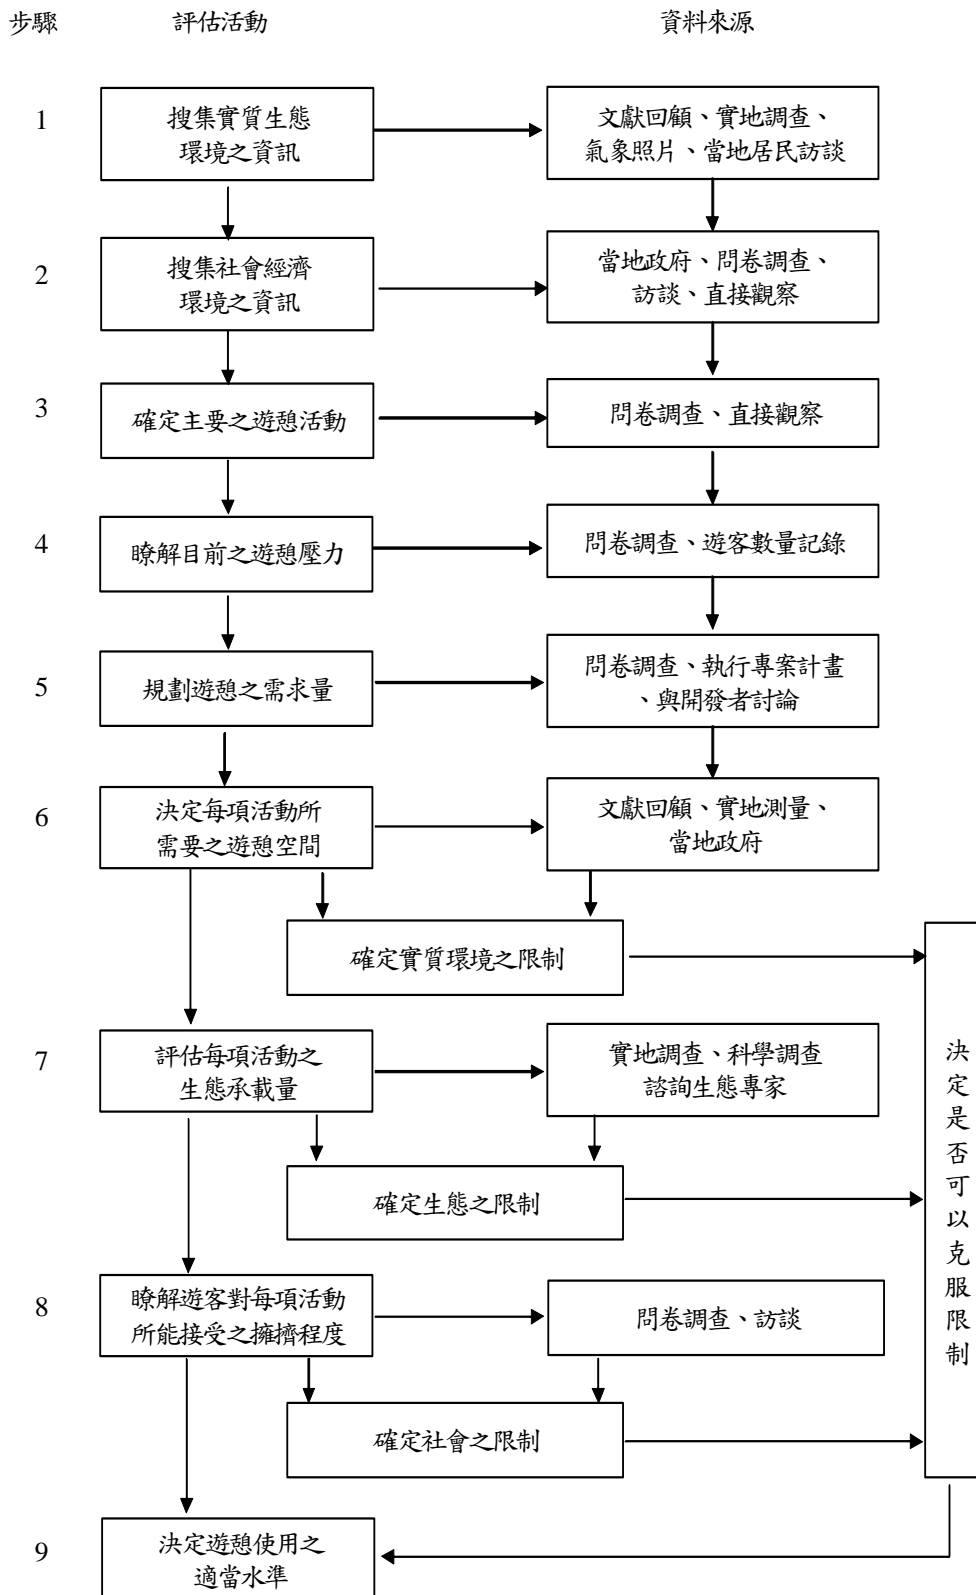 步驟 評估活動 資料來源
1
搜集實質生態
環境之資訊
文獻回顧、實地調查、
氣象照片、當地居民訪談
2
搜集社會經濟
環境之資訊
當地政府、問卷調查、
訪談、直接觀察
3
確定主要之遊憩活動
問卷調查、直接觀察
4
瞭解目前之遊憩壓力
問卷調查、遊客數量記錄
5
規劃遊憩之需求量
問卷調查、執行專案計畫
、與開發者討論
6
決定每項活動所
需要之遊憩空間
文獻回顧、實地測量、
當地政府
確定實質環境之限制
7
評估每項活動之
生態承載量
實地調查、科學調查
諮詢生態專家
確定生態之限制
8
瞭解遊客對每項活動
所能接受之擁擠程度
問卷調查、訪談
確定社會之限制
決定是否可以克服限制
9
決定遊憩使用之
適當水準